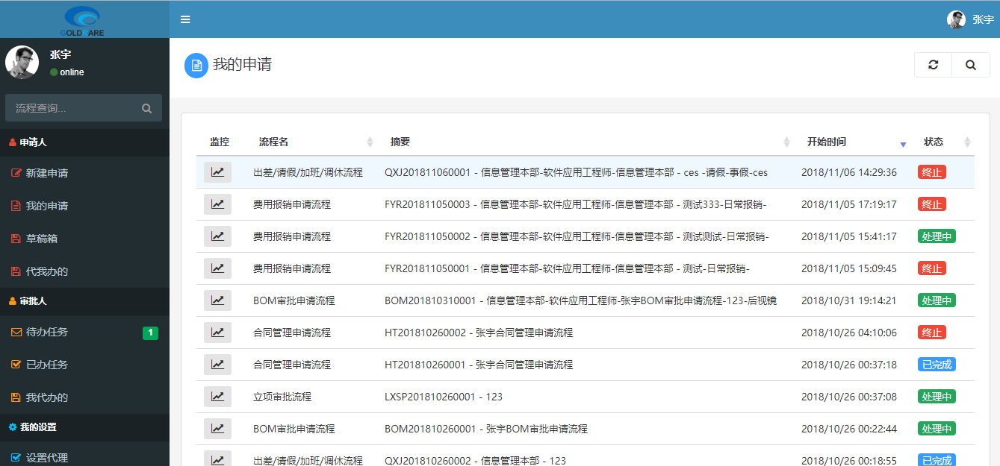 GOLDNARE
张宇
张宇
online
流程查询...
申请人
新建申请
我的申请
草稿箱
代我办的
审批人
待办任务 1
已办任务
我代办的
我的设置
设置代理
我的申请
监控 流程名 摘要 开始时间 状态
出差/请假/加班/调休流程 QXJ201811060001 - 信息管理本部-软件应用工程师-信息管理本部 - ces -请假-事假-ces 2018/11/06 14:29:36 终止
费用报销申请流程 FYR201811050003 - 信息管理本部-软件应用工程师-信息管理本部 - 测试333-日常报销- 2018/11/05 17:19:17 终止
费用报销申请流程 FYR201811050002 - 信息管理本部-软件应用工程师-信息管理本部 - 测试测试-日常报销- 2018/11/05 15:41:17 处理中
费用报销申请流程 FYR201811050001 - 信息管理本部-软件应用工程师-信息管理本部 - 测试-日常报销- 2018/11/05 15:09:45 终止
BOM审批申请流程 BOM201810310001 - 信息管理本部-软件应用工程师-张宇BOM审批申请流程-123-后视镜 2018/10/31 19:14:21 处理中
合同管理申请流程 HT201810260002 - 张宇合同管理申请流程 2018/10/26 04:10:06 终止
合同管理申请流程 HT201810260001 - 张宇合同管理申请流程 2018/10/26 00:37:18 已完成
立项审批流程 LXSP201810260001 - 123 2018/10/26 00:37:08 处理中
BOM审批申请流程 BOM201810260001 - 张宇BOM审批申请流程 2018/10/26 00:22:44 处理中
出差/请假/加班/调休流程 QXJ201810260002 - 信息管理本部 - 123 2018/10/26 00:18:55 已完成